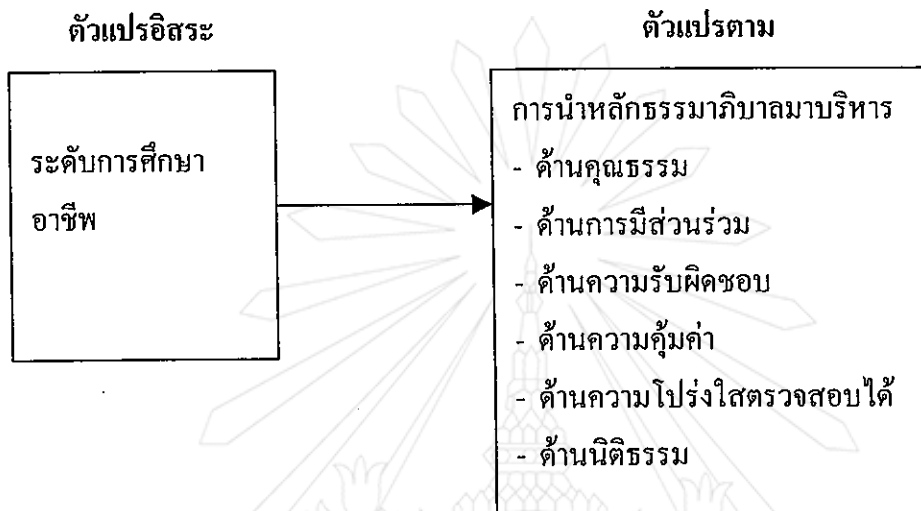 ตัวแปรอิสระ
ระดับการศึกษา
อาชีพ
ตัวแปรตาม
การนำหลักธรรมาภิบาลมาบริหาร
- ด้านคุณธรรม
- ด้านการมีส่วนร่วม
- ด้านความรับผิดชอบ
- ด้านความคุ้มค่า
- ด้านความโปร่งใสตรวจสอบได้
- ด้านนิติธรรม